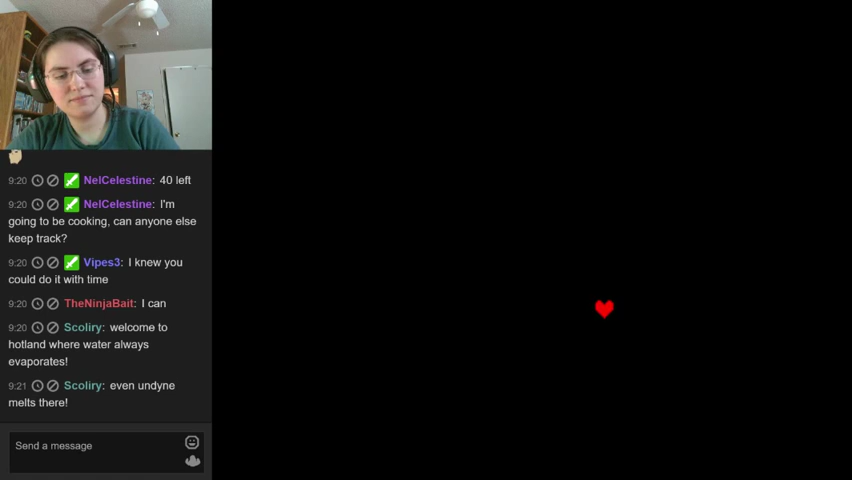 9:20 NelCelestine: 40 left
9:20 NelCelestine: I'm
going to be cooking, can anyone else
keep track?
9:20 Vipes3: I knew you
could do it with time
9:20 TheNinjaBait: I can
9:20 Scoliry: welcome to
hotland where water always
evaporates!
9:21 Scoliry: even undyne
melts there!
Send a message